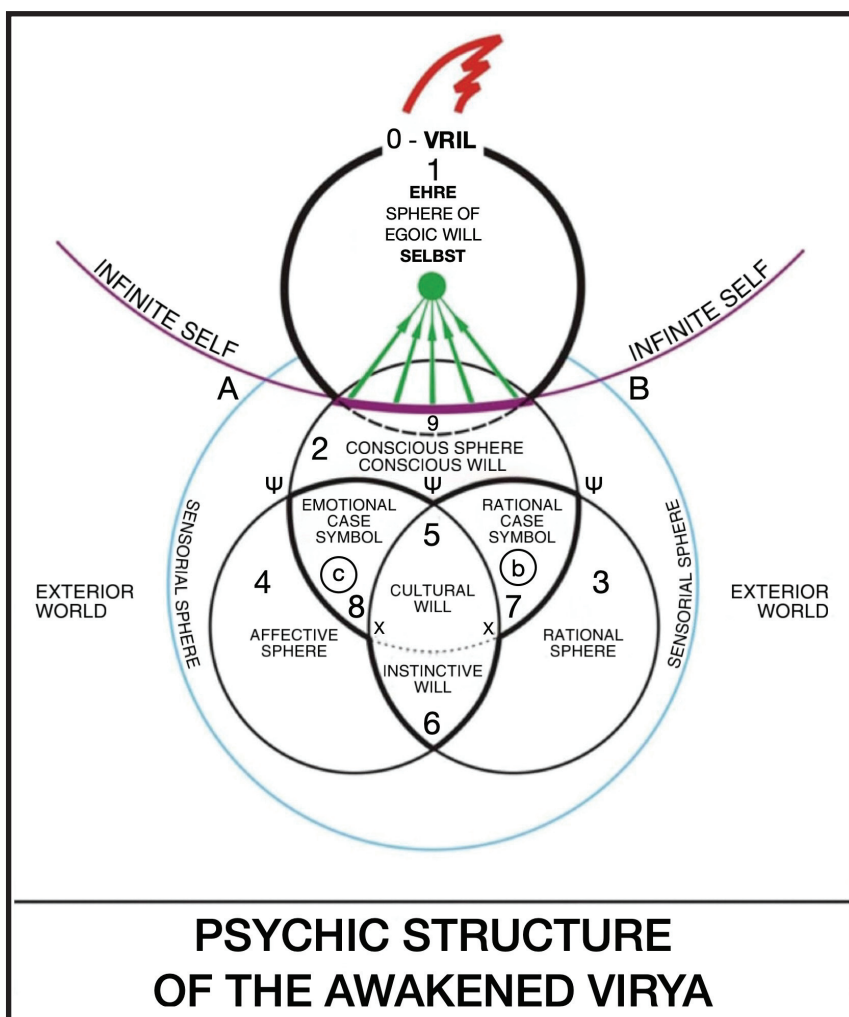 0 - VRIL
1
EHRE
SPHERE OF
EGOIC WILL
SELBST
INFINITE SELF
INFINITE SELF
A
B
9
2
CONSCIOUS SPHERE
CONSCIOUS WILL
Ψ
Ψ
Ψ
EMOTIONAL
CASE
SYMBOL
RATIONAL
CASE
SYMBOL
5
SENSORIAL SPHERE
SENSORIAL SPHERE
EXTERIOR
WORLD
EXTERIOR
WORLD
4
c
8
CULTURAL
WILL
b
7
3
AFFECTIVE
SPHERE
x
x
RATIONAL
SPHERE
INSTINCTIVE
WILL
6
PSYCHIC STRUCTURE
OF THE AWAKENED VIRYA